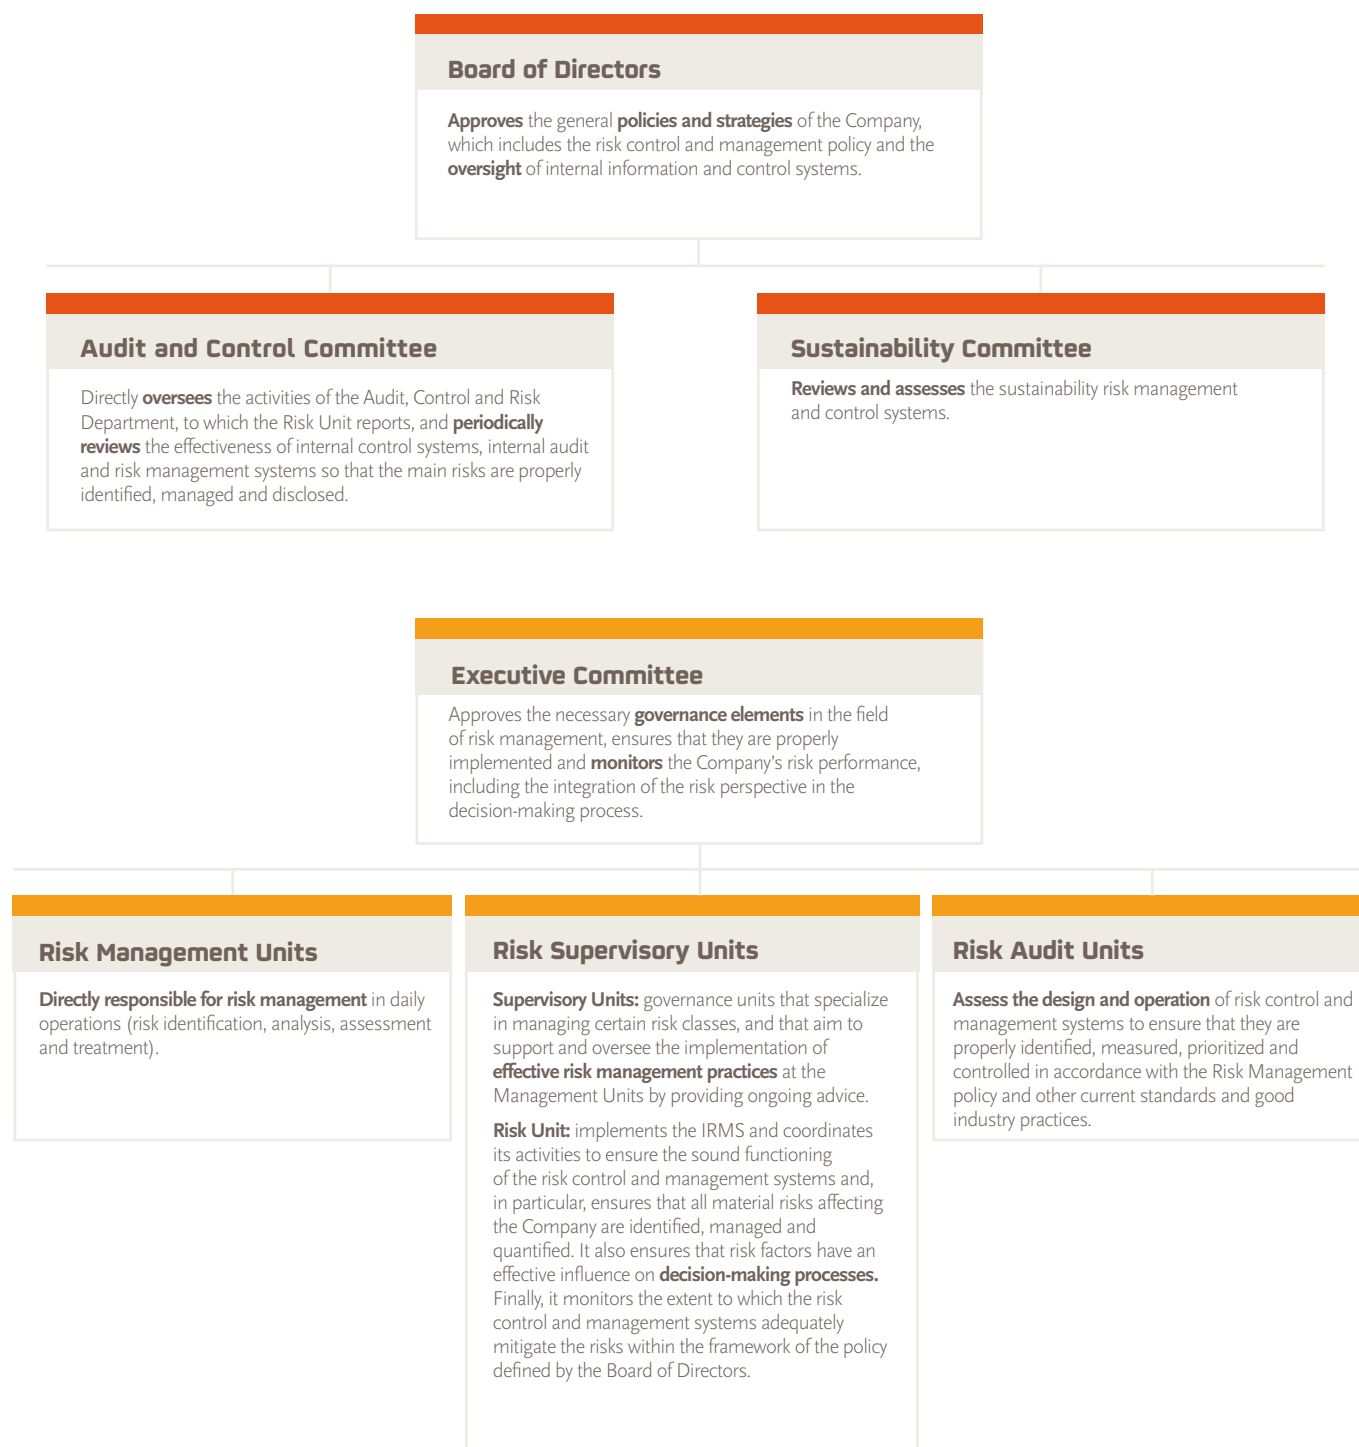 Board of Directors
Approves the general policies and strategies of the Company,
which includes the risk control and management policy and the
oversight of internal information and control systems.
Audit and Control Committee
Directly oversees the activities of the Audit, Control and Risk
Department, to which the Risk Unit reports, and periodically
reviews the effectiveness of internal control systems, internal audit
and risk management systems so that the main risks are properly
identified, managed and disclosed.
Sustainability Committee
Reviews and assesses the sustainability risk management
and control systems.
Executive Committee
Approves the necessary governance elements in the field
of risk management, ensures that they are properly
implemented and monitors the Company's risk performance,
including the integration of the risk perspective in the
decision-making process.
Risk Management Units
Directly responsible for risk management in daily
operations (risk identification, analysis, assessment
and treatment).
Risk Supervisory Units
Supervisory Units: governance units that specialize
in managing certain risk classes, and that aim to
support and oversee the implementation of
effective risk management practices at the
Management Units by providing ongoing advice.
Risk Unit: implements the IRMS and coordinates
its activities to ensure the sound functioning
of the risk control and management systems and,
in particular, ensures that all material risks affecting
the Company are identified, managed and
quantified. It also ensures that risk factors have an
effective influence on decision-making processes.
Finally, it monitors the extent to which the risk
control and management systems adequately
mitigate the risks within the framework of the policy
defined by the Board of Directors.
Risk Audit Units
Assess the design and operation of risk control and
management systems to ensure that they are
properly identified, measured, prioritized and
controlled in accordance with the Risk Management
policy and other current standards and good
industry practices.